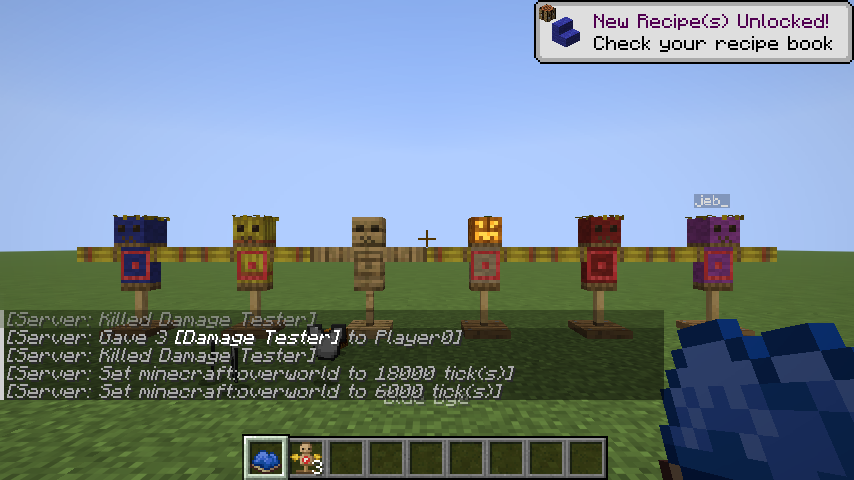 New Recipe(s) Unlocked!
Check your recipe book
jeb_
[Server: Killed Damage Tester]
[Server: Gave 3 [Damage Tester] to Player0]
[Server: Killed Damage Tester]
[Server: Set minecraft:overworld to 18000 tick(s)]
[Server: Set minecraft:overworld to 6000 tick(s)]
Blue Dye
3